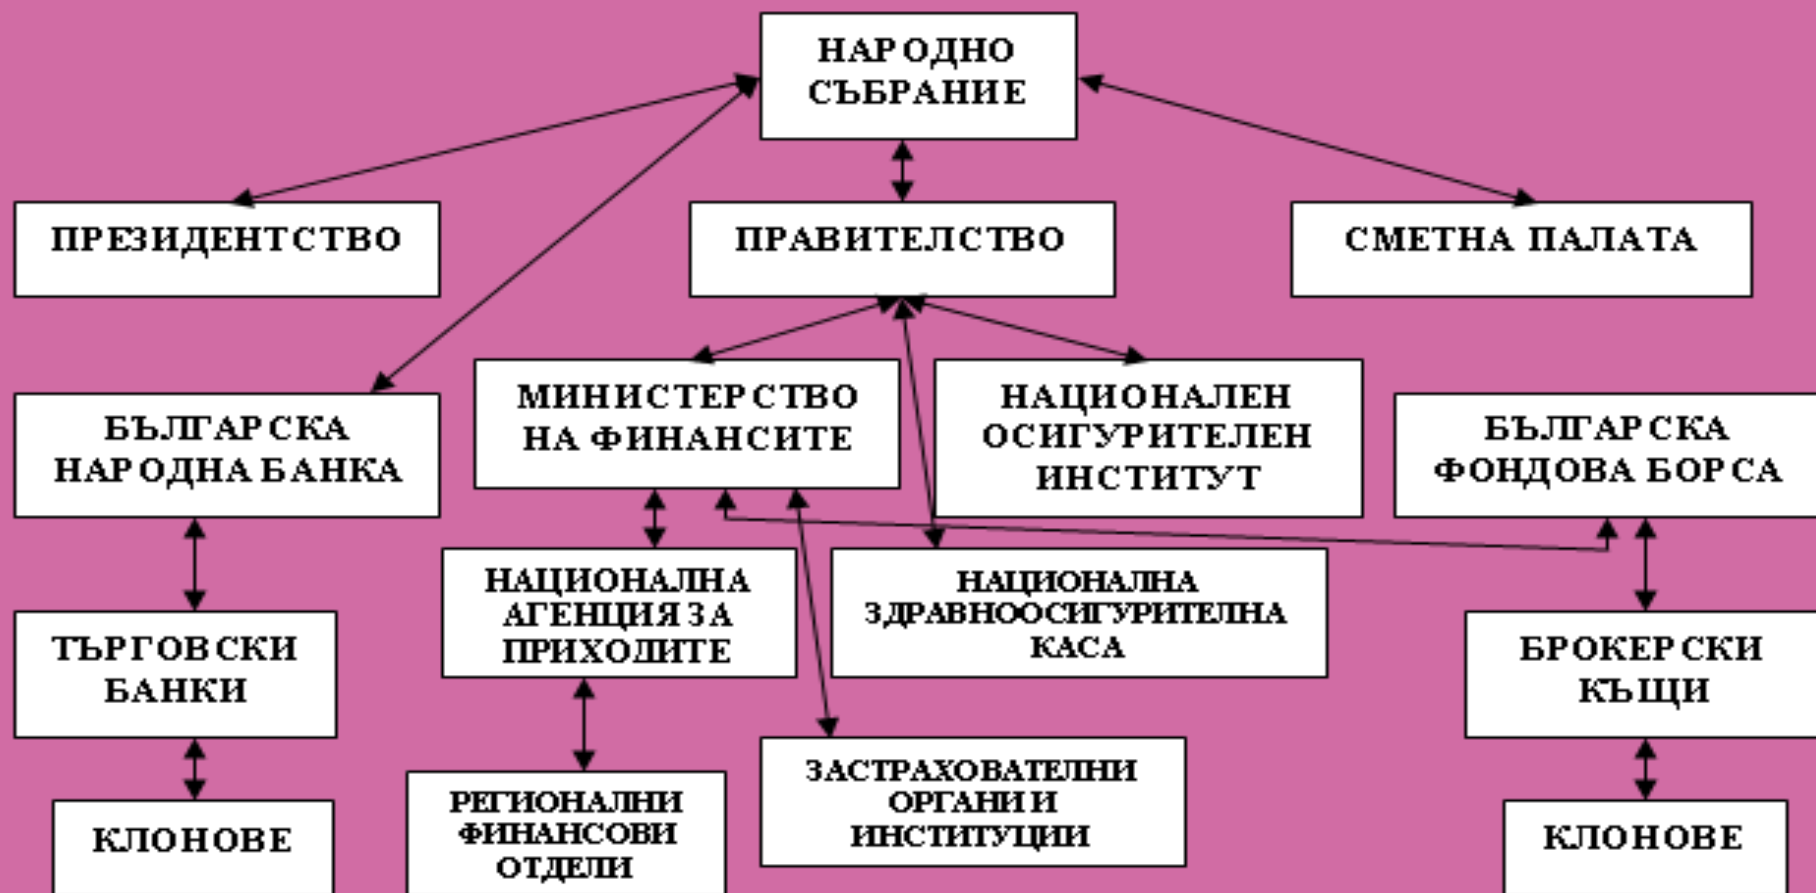 НАРОДНО
СЪБРАНИЕ
ПРЕЗИДЕНТСТВО
ПРАВИТЕЛСТВО
СМЕТНА ПАЛАТА
БЪЛГАРСКА
НАРОДНА БАНКА
МИНИСТЕРСТВО
НА ФИНАНСИТЕ
НАЦИОНАЛЕН
ОСИГУРИТЕЛЕН
ИНСТИТУТ
БЪЛГАРСКА
ФОНДОВА БОРСА
НАЦИОНАЛНА
АГЕНЦИЯ ЗА
ПРИХОДИТЕ
НАЦИОНАЛНА
ЗДРАВНООСИГУРИТЕЛНА
КАСА
ТЪРГОВСКИ
БАНКИ
БРОКЕРСКИ
КЪЩИ
КЛОНОВЕ
РЕГИОНАЛНИ
ФИНАНСОВИ
ОТДЕЛИ
ЗАСТРАХОВАТЕЛНИ
ОРГАНИ И
ИНСТИТУЦИИ
КЛОНОВЕ